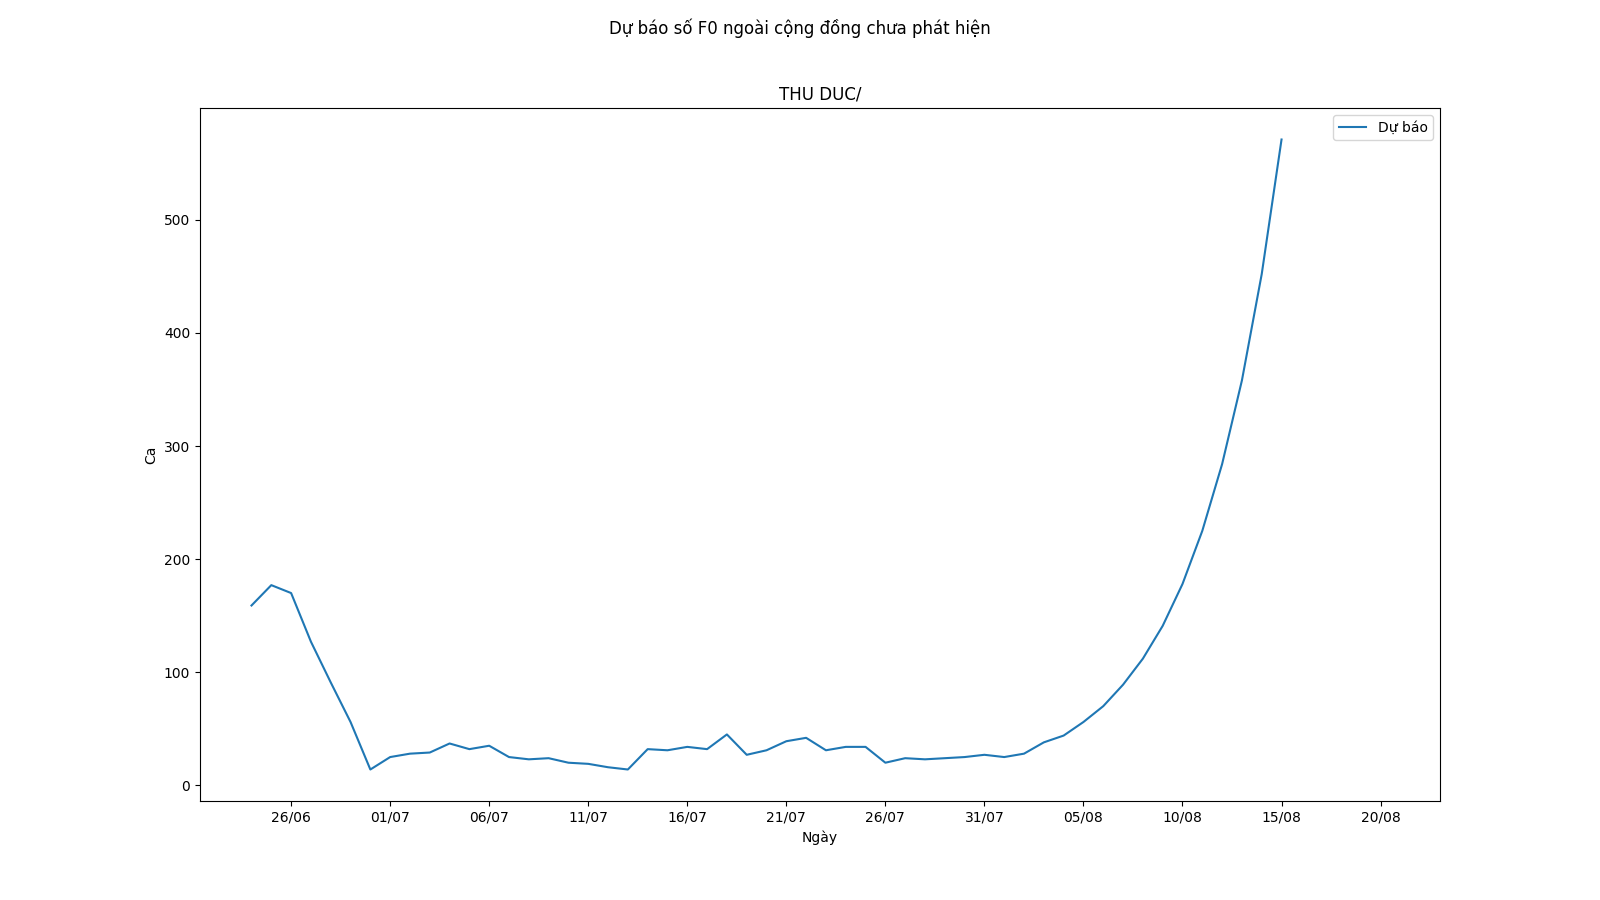 Dự báo số F0 ngoài cộng đồng chưa phát hiện
THU DUC/
Dự báo
500
400
300
200
100
0
Ca
26/06 01/07 06/07 11/07 16/07 21/07 26/07 31/07 05/08 10/08 15/08 20/08
Ngày